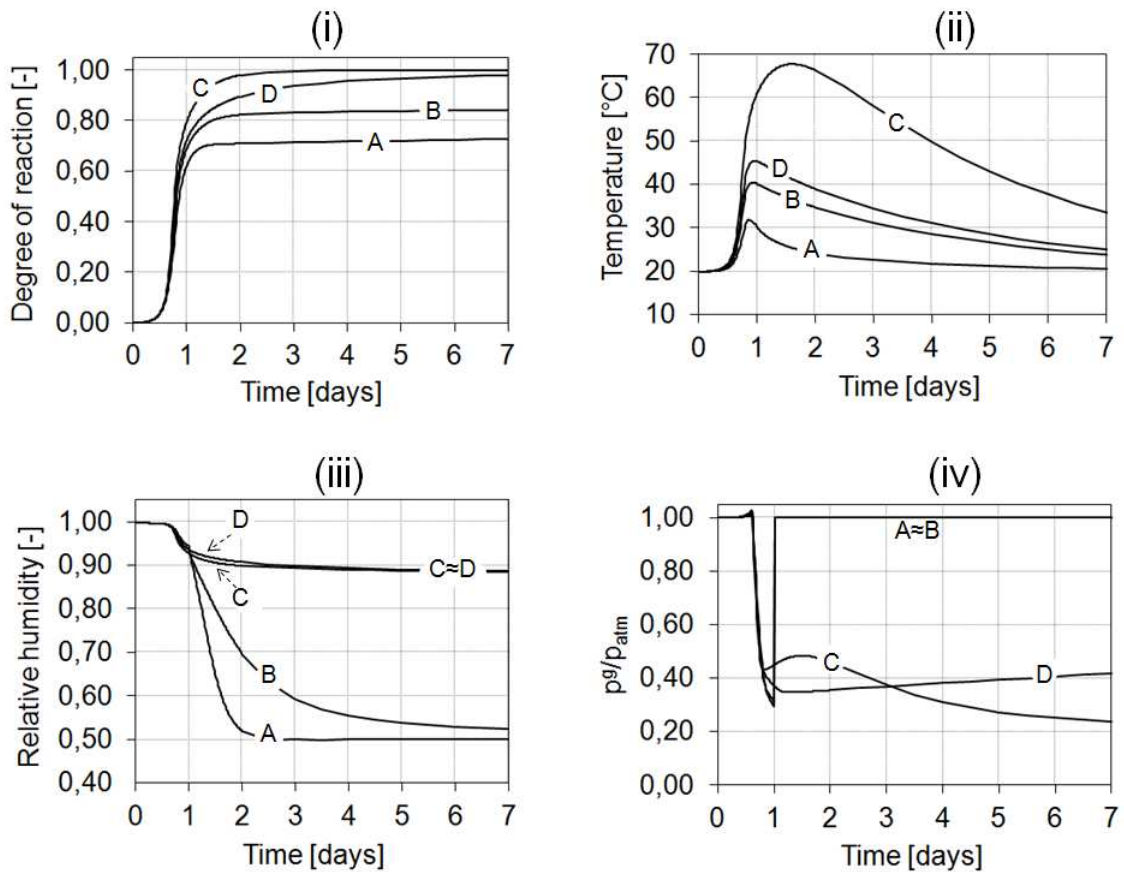 (i)
Degree of reaction [-]
1,00
0,80
0,60
0,40
0,20
0,00
C
D
B
A
0 1 2 3 4 5 6 7
Time [days]
(ii)
Temperature [°C]
70
60
50
40
30
20
10
C
D
B
A
0 1 2 3 4 5 6 7
Time [days]
(iii)
Relative humidity [-]
1,00
0,90
0,80
0,70
0,60
0,50
0,40
D
C≈D
C
B
A
0 1 2 3 4 5 6 7
Time [days]
(iv)
pᵍ/pₐₜₘ
1,00
0,80
0,60
0,40
0,20
0,00
A≈B
C
D
0 1 2 3 4 5 6 7
Time [days]